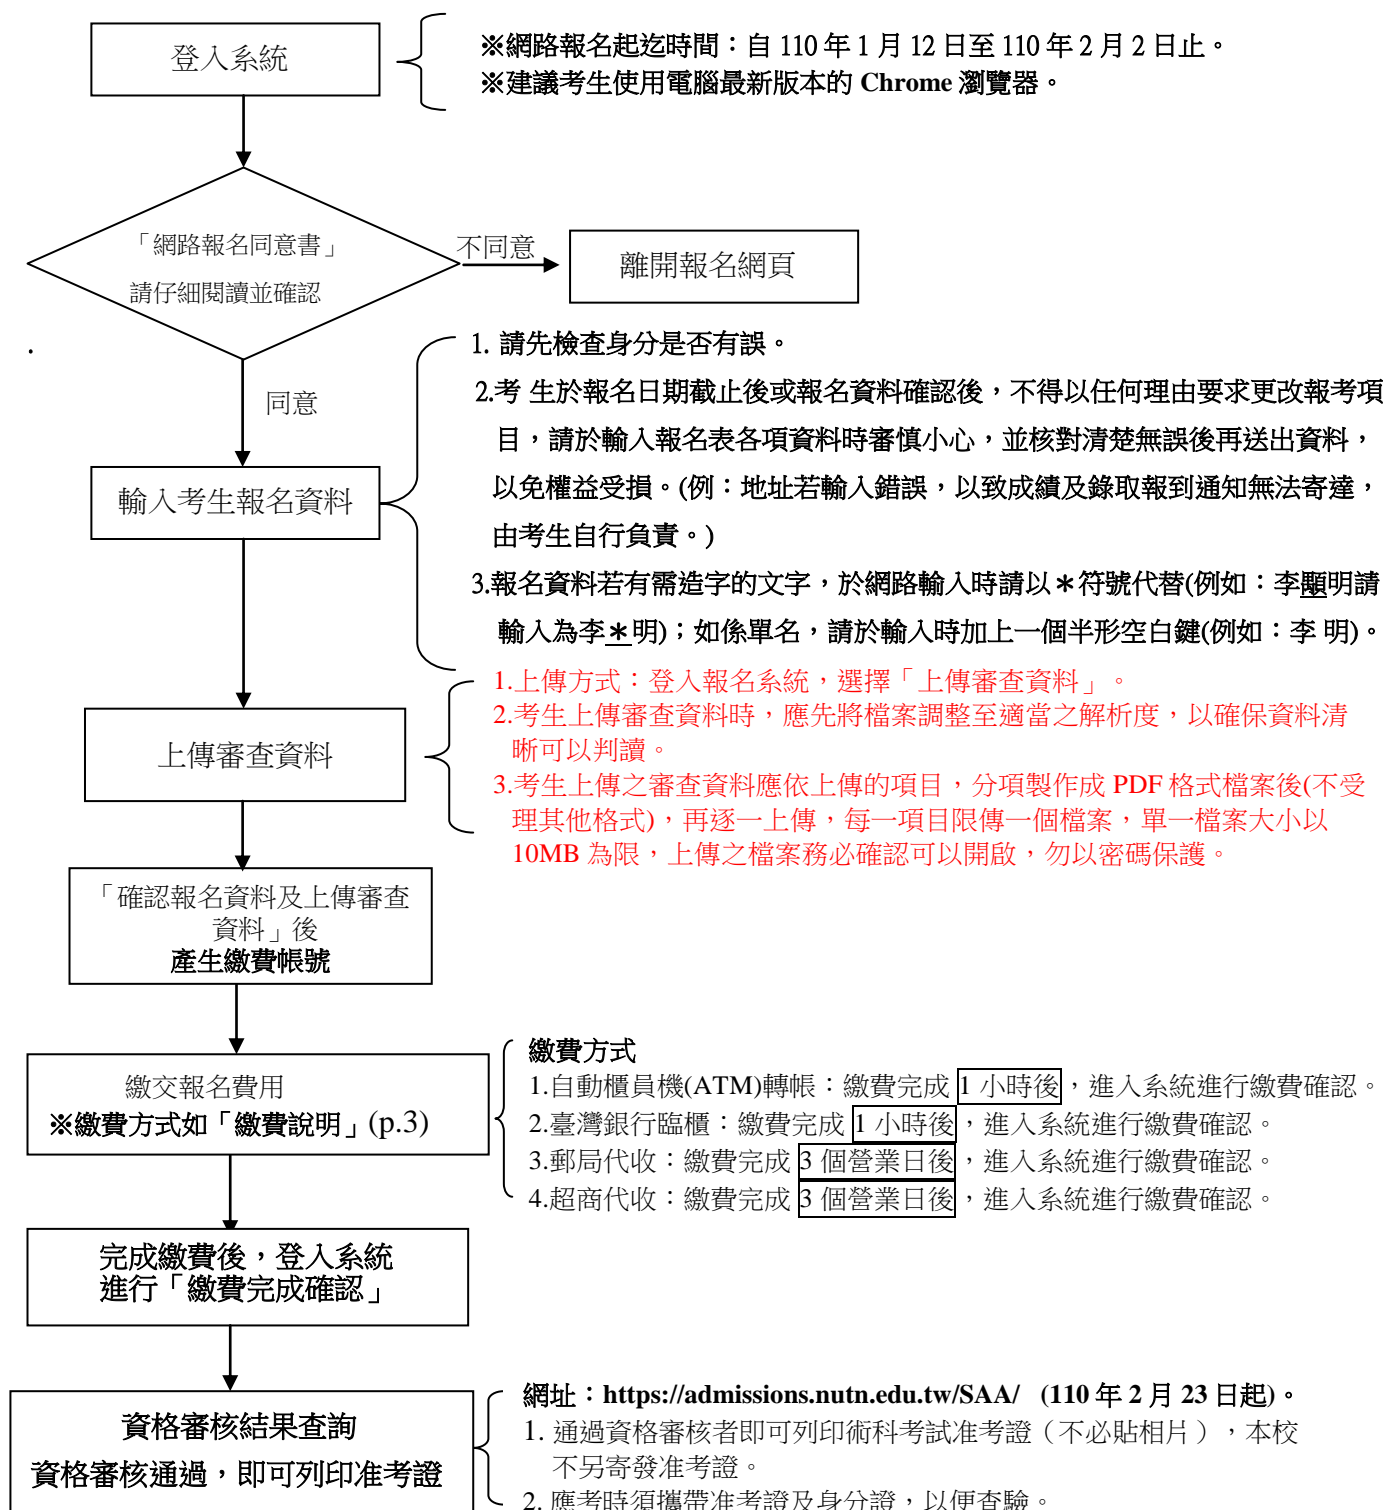 登入系統
※網路報名起迄時間：自 110 年 1 月 12 日至 110 年 2 月 2 日止。
※建議考生使用電腦最新版本的 Chrome 瀏覽器。
「網路報名同意書」
請仔細閱讀並確認
不同意
離開報名網頁
.
同意
1. 請先檢查身分是否有誤。
2.考 生於報名日期截止後或報名資料確認後，不得以任何理由要求更改報考項
目，請於輸入報名表各項資料時審慎小心，並核對清楚無誤後再送出資料，
以免權益受損。(例：地址若輸入錯誤，以致成績及錄取報到通知無法寄達，
由考生自行負責。)
3.報名資料若有需造字的文字，於網路輸入時請以＊符號代替(例如：李顯明請
輸入為李＊明)；如係單名，請於輸入時加上一個半形空白鍵(例如：李 明)。
輸入考生報名資料
上傳審查資料
1.上傳方式：登入報名系統，選擇「上傳審查資料」。
2.考生上傳審查資料時，應先將檔案調整至適當之解析度，以確保資料清
晰可以判讀。
3.考生上傳之審查資料應依上傳的項目，分項製作成 PDF 格式檔案後(不受
理其他格式)，再逐一上傳，每一項目限傳一個檔案，單一檔案大小以
10MB 為限，上傳之檔案務必確認可以開啟，勿以密碼保護。
「確認報名資料及上傳審查
資料」後
產生繳費帳號
繳交報名費用
※繳費方式如「繳費說明」(p.3)
繳費方式
1.自動櫃員機(ATM)轉帳：繳費完成 1 小時後，進入系統進行繳費確認。
2.臺灣銀行臨櫃：繳費完成 1 小時後，進入系統進行繳費確認。
3.郵局代收：繳費完成 3 個營業日後，進入系統進行繳費確認。
4.超商代收：繳費完成 3 個營業日後，進入系統進行繳費確認。
完成繳費後，登入系統
進行「繳費完成確認」
資格審核結果查詢
資格審核通過，即可列印准考證
網址：https://admissions.nutn.edu.tw/SAA/ (110 年 2 月 23 日起)。
1. 通過資格審核者即可列印術科考試准考證（不必貼相片），本校
不另寄發准考證。
2. 應考時須攜帶准考證及身分證，以便查驗。